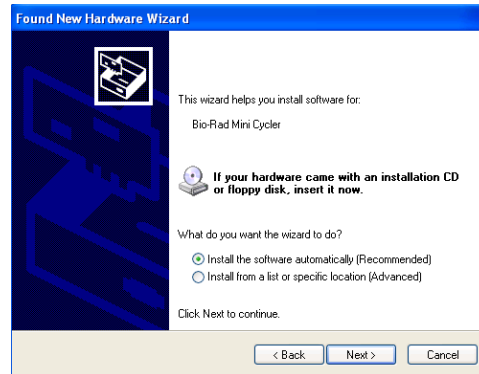 Found New Hardware Wizard
This wizard helps you install software for:
Bio-Rad Mini Cycler
If your hardware came with an installation CD
or floppy disk, insert it now.
What do you want the wizard to do?
Install the software automatically (Recommended)
Install from a list or specific location (Advanced)
Click Next to continue.
< Back Next > Cancel